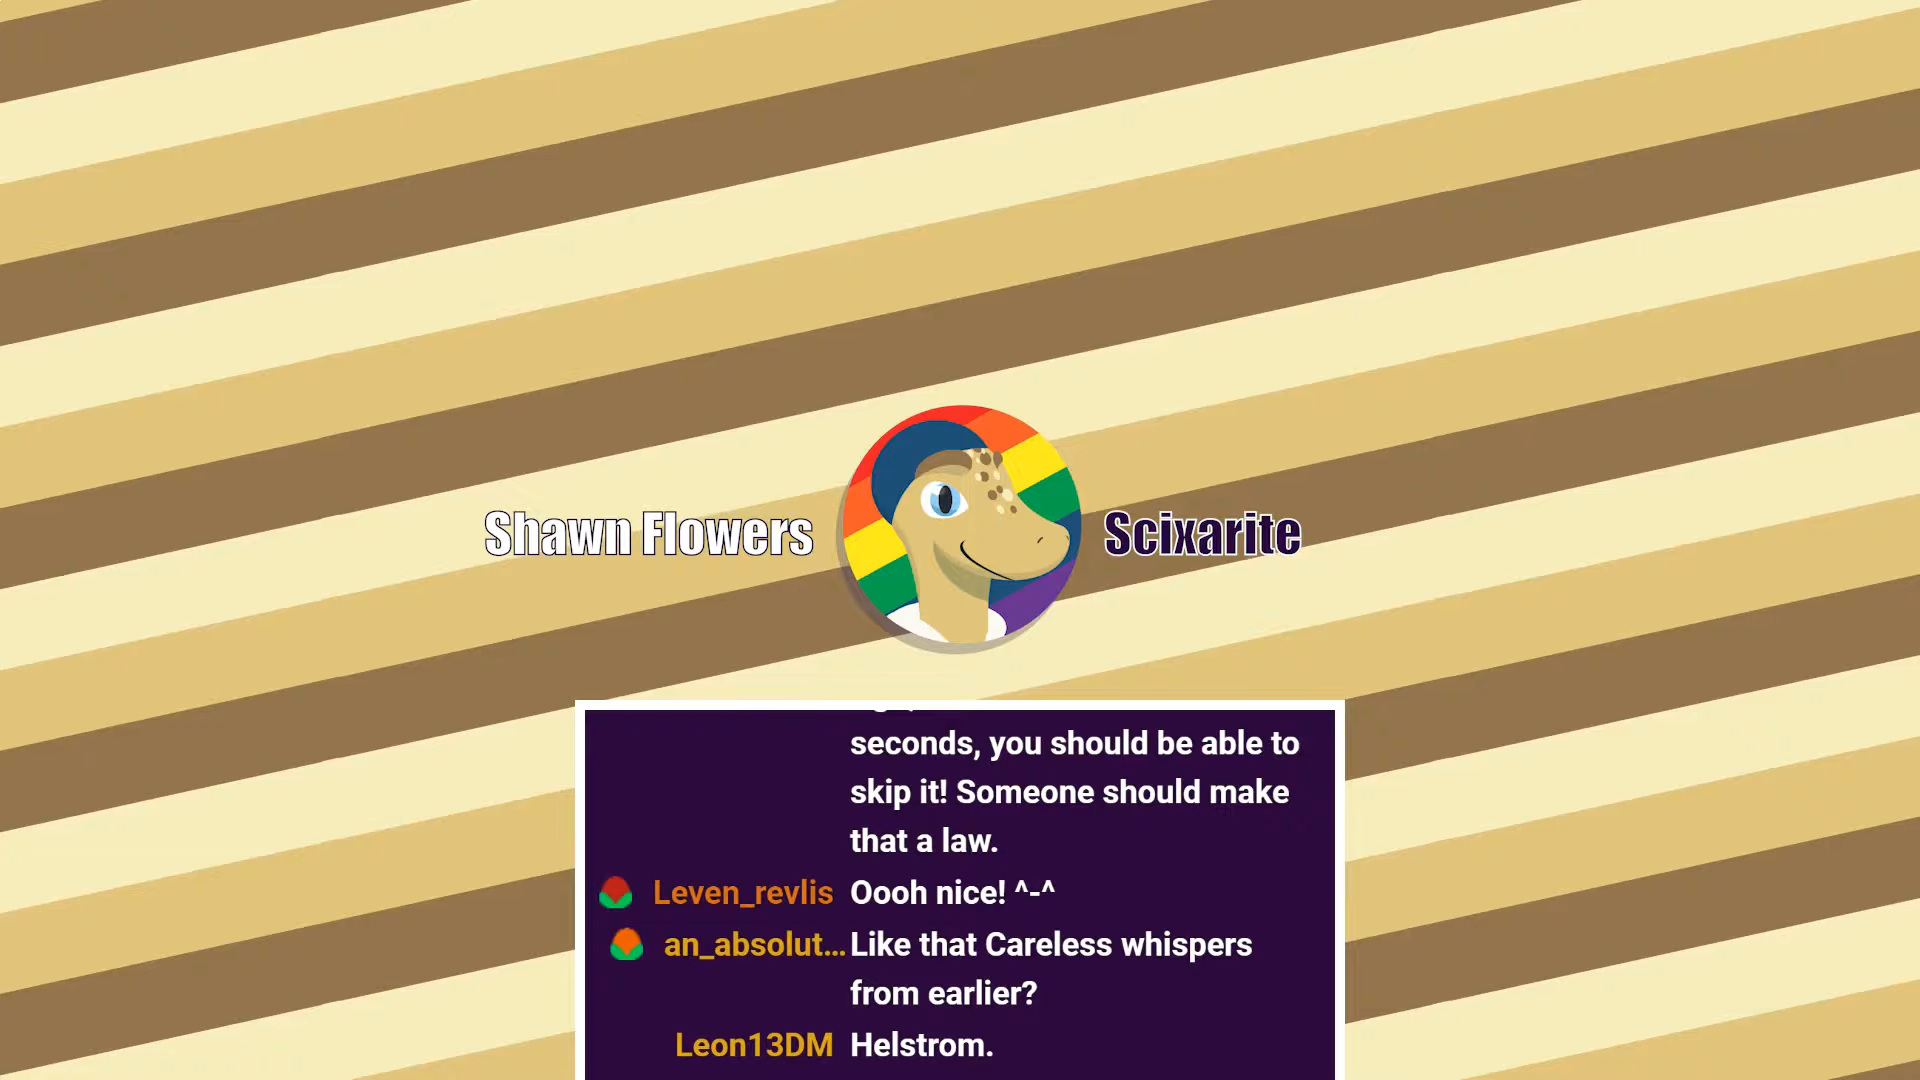 Shawn Flowers
Scixarite
seconds, you should be able to
skip it! Someone should make
that a law.
Leven_revlis Oooh nice! ^-^
an_absolut... Like that Careless whispers
from earlier?
Leon13DM Helstrom.